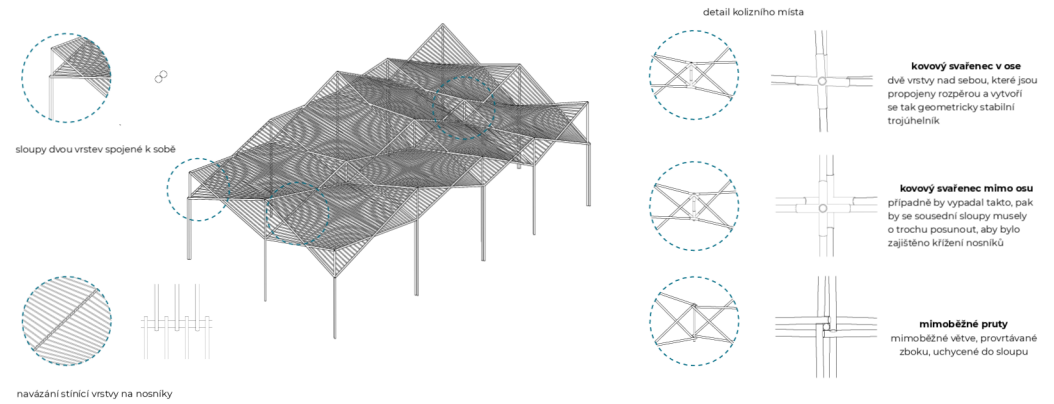 detail kolizního místa
kovový svařenec v ose
dvě vrstvy nad sebou, které jsou
propojeny rozpěrou a vytvoří
se tak geometricky stabilní
trojúhelník
sloupy dvou vrstev spojené k sobě
kovový svařenec mimo osu
případně by vypadal takto, pak
by se sousední sloupy musely
o trochu posunout, aby bylo
zajištěno křížení nosníků
mimoběžné pruty
mimoběžné větve, provrtávané
zboku, uchycené do sloupu
navázání stínící vrstvy na nosníky